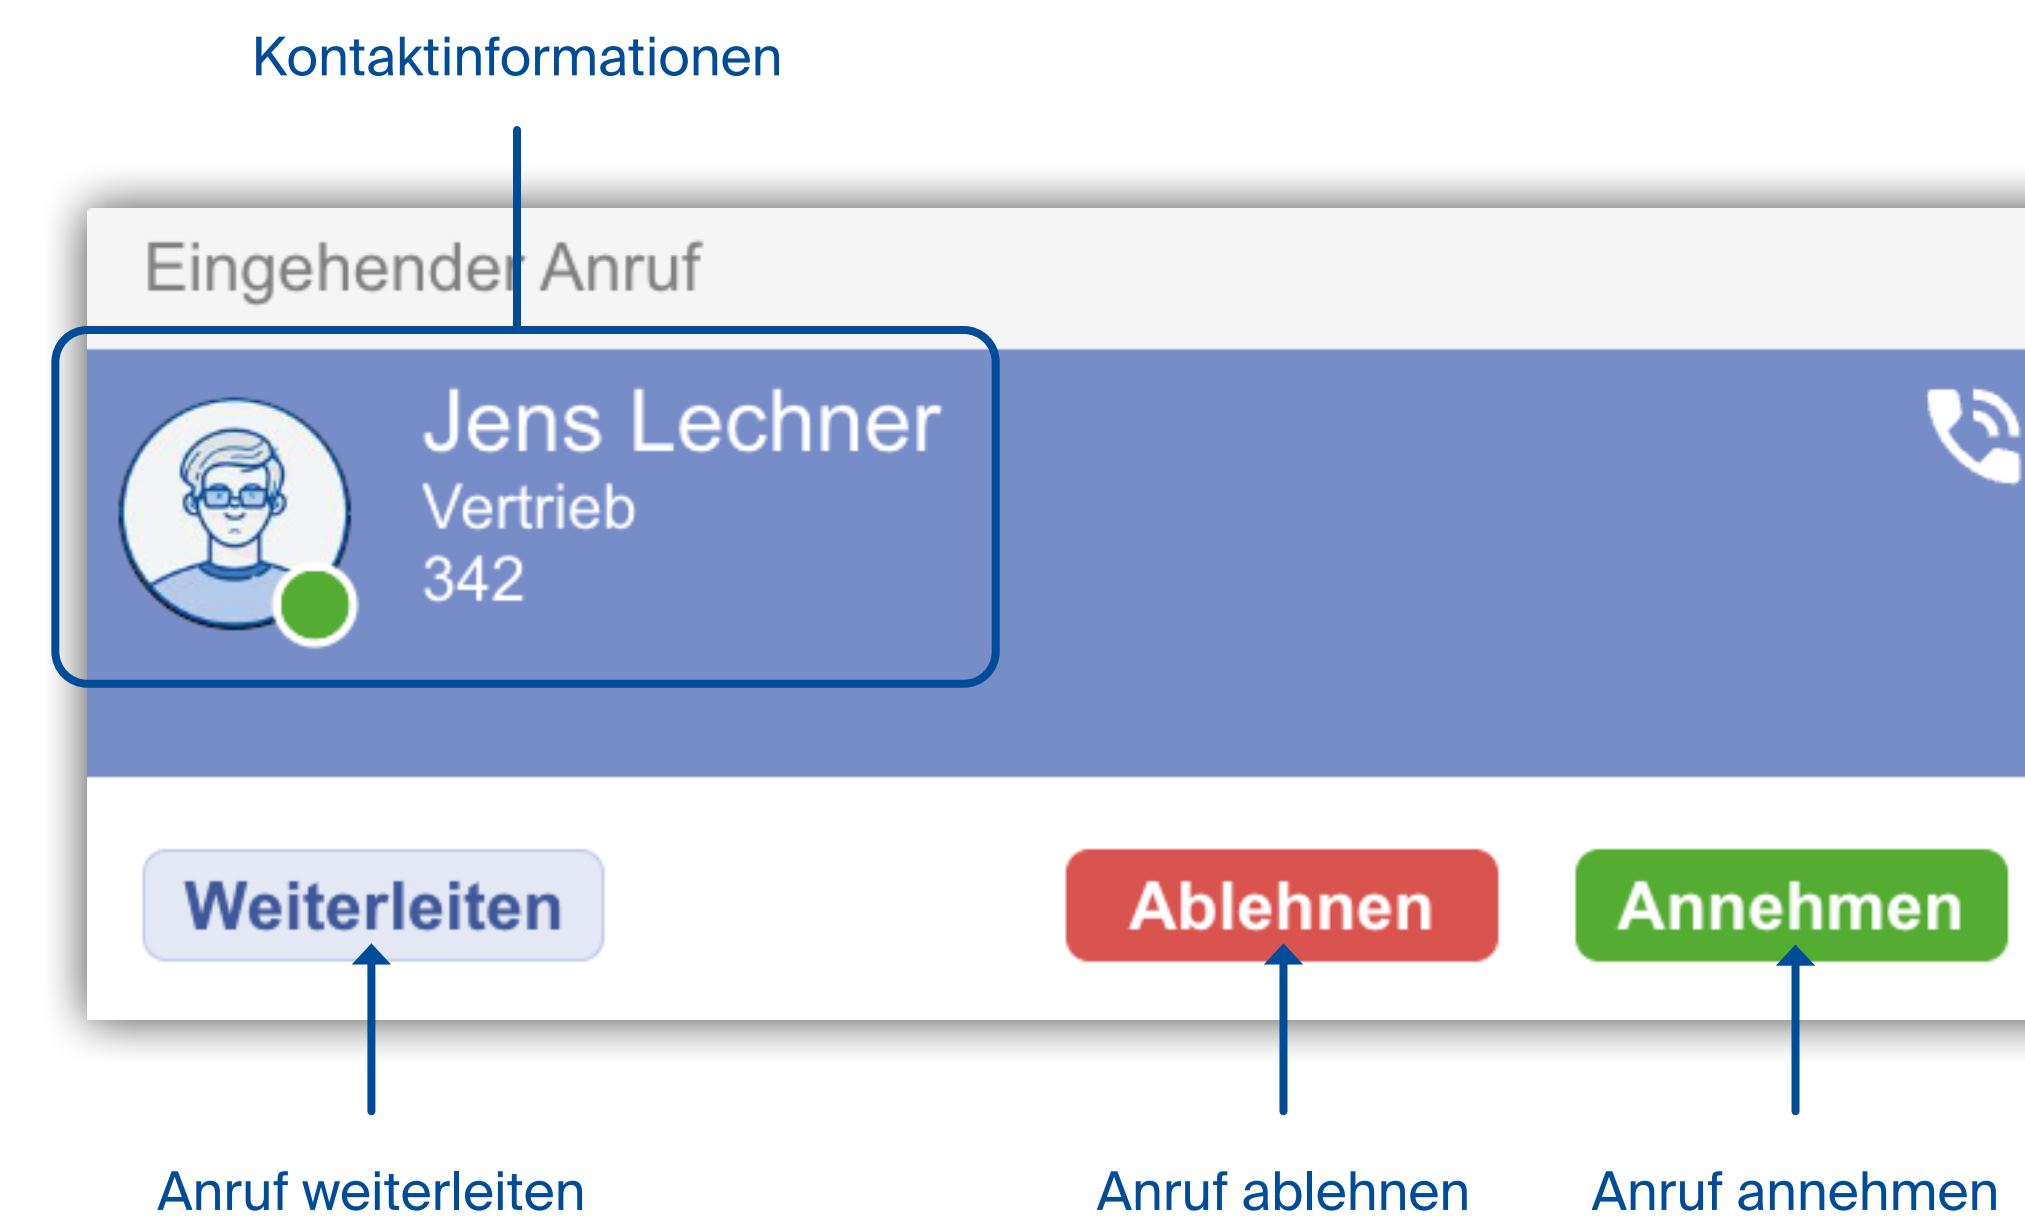 Kontaktinformationen
Eingehender Anruf
Jens Lechner
Vertrieb
342
Weiterleiten
Ablehnen
Annehmen
Anruf weiterleiten
Anruf ablehnen
Anruf annehmen